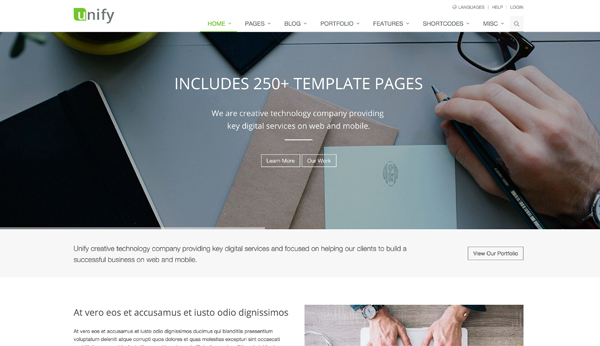 LANGUAGES | HELP | LOGIN
unify
HOME PAGES BLOG PORTFOLIO FEATURES SHORTCODES MISC
INCLUDES 250+ TEMPLATE PAGES
We are creative technology company providing
key digital services on web and mobile.
Learn More Our Work
Unify creative technology company providing key digital services and focused on helping our clients to build a
successful business on web and mobile.
View Our Portfolio
At vero eos et accusamus et iusto odio dignissimos
At vero eos et accusamus et iusto odio dignissimos ducimus qui blanditiis praesentium
voluptatum deleniti atque corrupti quos dolores et quas molestias excepturi sint occaecati